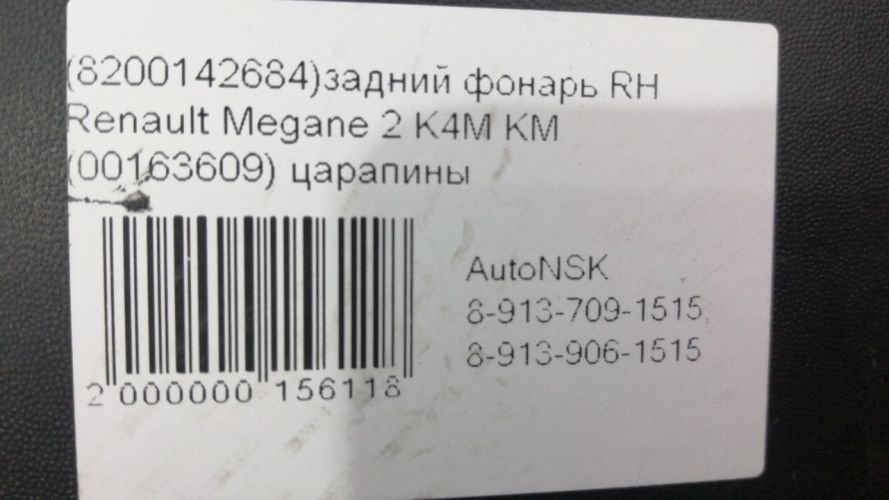 (8200142684)задний фонарь RH
Renault Megane 2 K4M KM
(00163609) царапины
AutoNSK
8-913-709-1515
8-913-906-1515
2 000000 156118